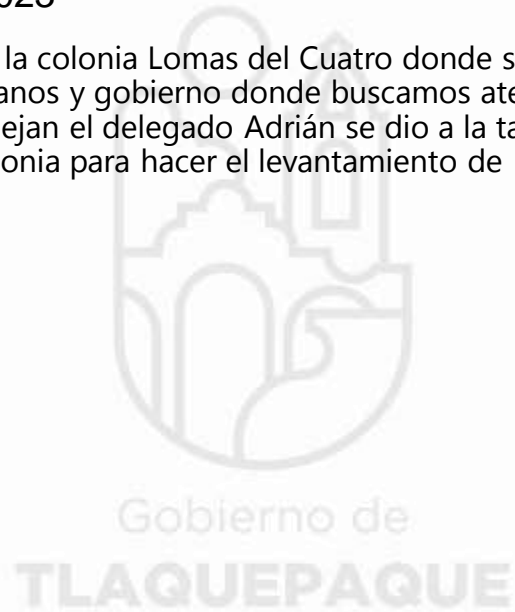 la colonia Lomas del Cuatro donde s
anos y gobierno donde buscamos ate
ejan el delegado Adrián se dio a la ta
onia para hacer el levantamiento de
Gobierno de
TLAQUEPAQUE